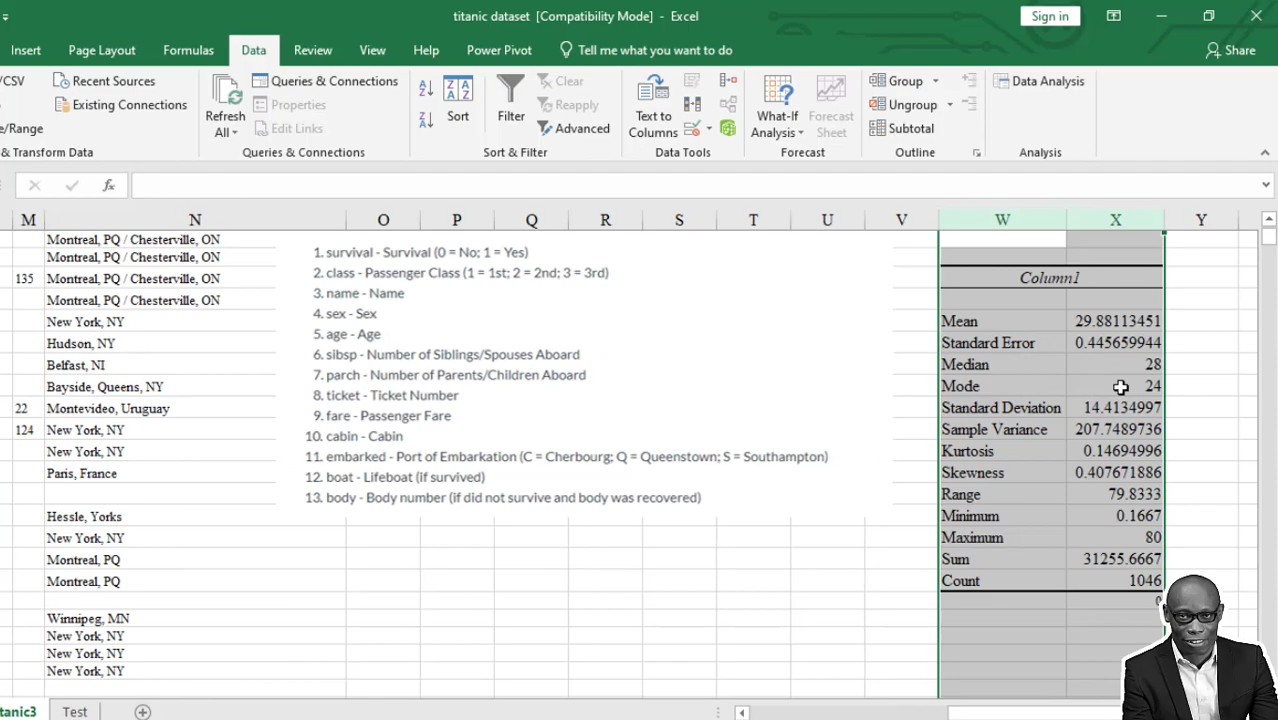 titanic dataset [Compatibility Mode] - Excel
Sign in
Insert Page Layout Formulas Data Review View Help Power Pivot Tell me what you want to do Share
/CSV Recent Sources
Existing Connections
e/Range
& Transform Data
Refresh All
Queries & Connections
Properties
Edit Links
Queries & Connections
Sort
Filter
Clear
Reapply
Advanced
Sort & Filter
Text to Columns
Data Tools
What-If Analysis
Forecast Sheet
Forecast
Group
Ungroup
Subtotal
Outline
Data Analysis
Analysis
fx
M N O P Q R S T U V W X Y
Montreal, PQ / Chesterville, ON
Montreal, PQ / Chesterville, ON
135 Montreal, PQ / Chesterville, ON
Montreal, PQ / Chesterville, ON
New York, NY
Hudson, NY
Belfast, NI
Bayside, Queens, NY
22 Montevideo, Uruguay
124 New York, NY
New York, NY
Paris, France
Hessle, Yorks
New York, NY
Montreal, PQ
Montreal, PQ
Winnipeg, MN
New York, NY
New York, NY
New York, NY
1. survival - Survival (0 = No; 1 = Yes)
2. class - Passenger Class (1 = 1st; 2 = 2nd; 3 = 3rd)
3. name - Name
4. sex - Sex
5. age - Age
6. sibsp - Number of Siblings/Spouses Aboard
7. parch - Number of Parents/Children Aboard
8. ticket - Ticket Number
9. fare - Passenger Fare
10. cabin - Cabin
11. embarked - Port of Embarkation (C = Cherbourg; Q = Queenstown; S = Southampton)
12. boat - Lifeboat (if survived)
13. body - Body number (if did not survive and body was recovered)
Column1
Mean 29.88113451
Standard Error 0.445659944
Median 28
Mode 24
Standard Deviation 14.4134997
Sample Variance 207.7489736
Kurtosis 0.14694996
Skewness 0.407671886
Range 79.8333
Minimum 0.1667
Maximum 80
Sum 31255.6667
Count 1046
tanic3 Test